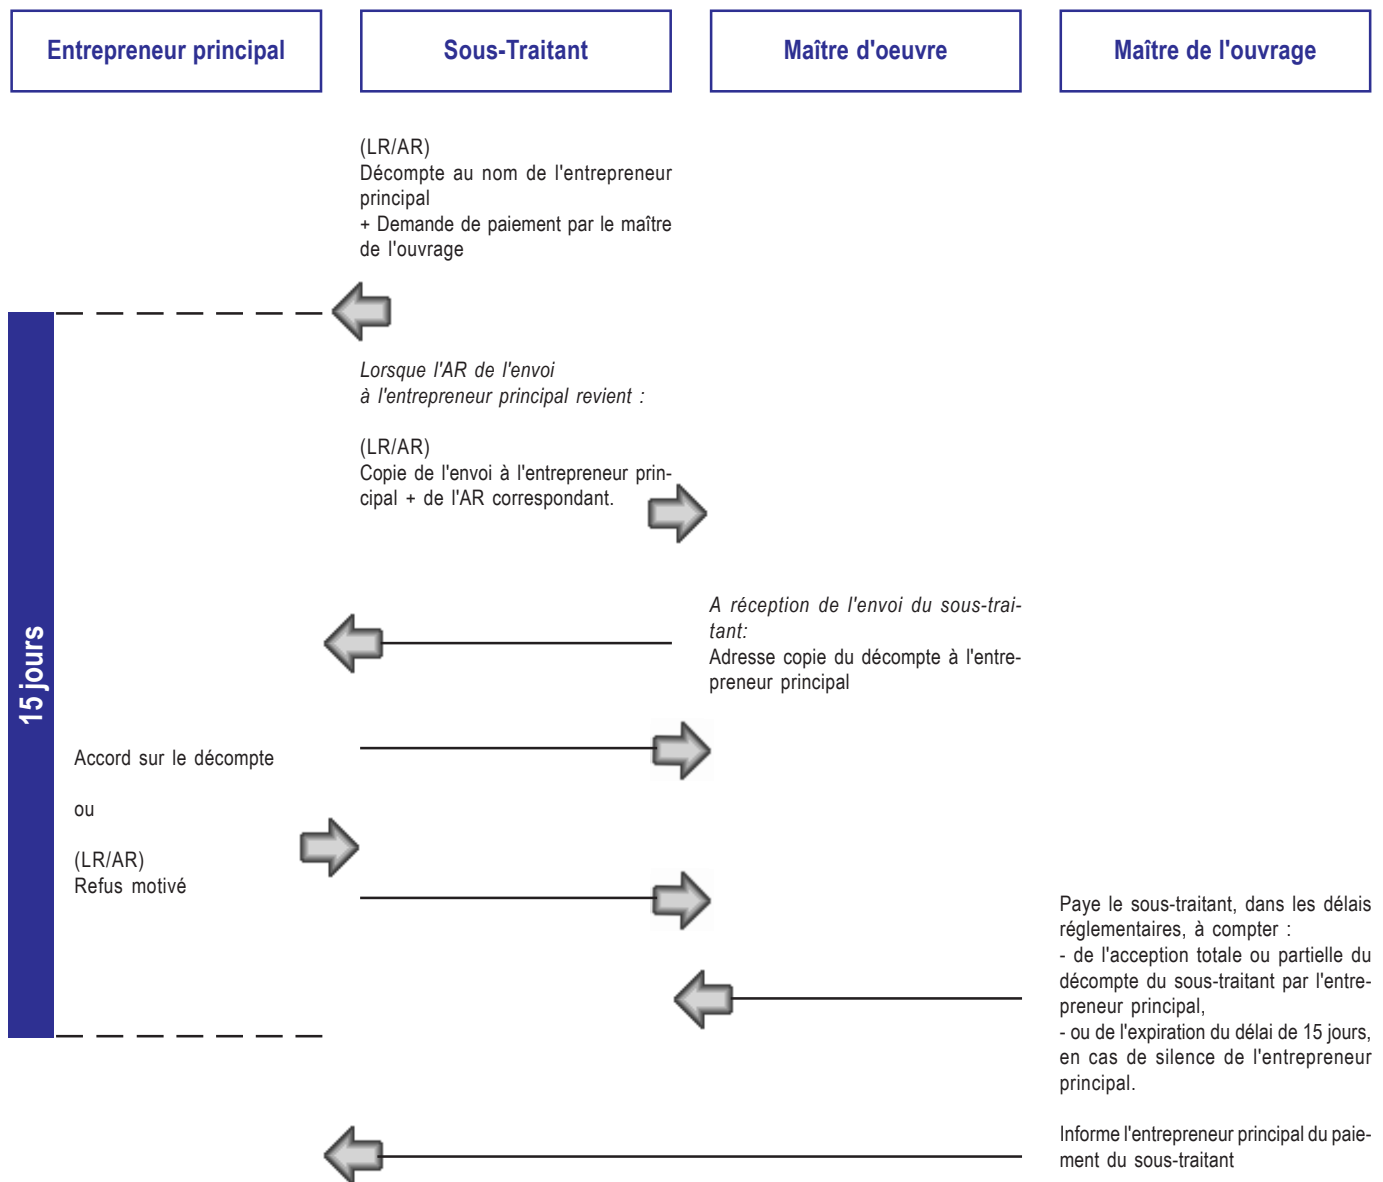 Entrepreneur principal
Sous-Traitant
Maître d'oeuvre
Maître de l'ouvrage
(LR/AR)
Décompte au nom de l'entrepreneur
principal
+ Demande de paiement par le maître
de l'ouvrage
Lorsque l'AR de l'envoi
à l'entrepreneur principal revient :
(LR/AR)
Copie de l'envoi à l'entrepreneur prin-
cipal + de l'AR correspondant.
A réception de l'envoi du sous-trai-
tant:
Adresse copie du décompte à l'entre-
preneur principal
15 jours
Accord sur le décompte
ou
(LR/AR)
Refus motivé
Paye le sous-traitant, dans les délais
réglementaires, à compter :
- de l'acception totale ou partielle du
décompte du sous-traitant par l'entre-
preneur principal,
- ou de l'expiration du délai de 15 jours,
en cas de silence de l'entrepreneur
principal.
Informe l'entrepreneur principal du paie-
ment du sous-traitant